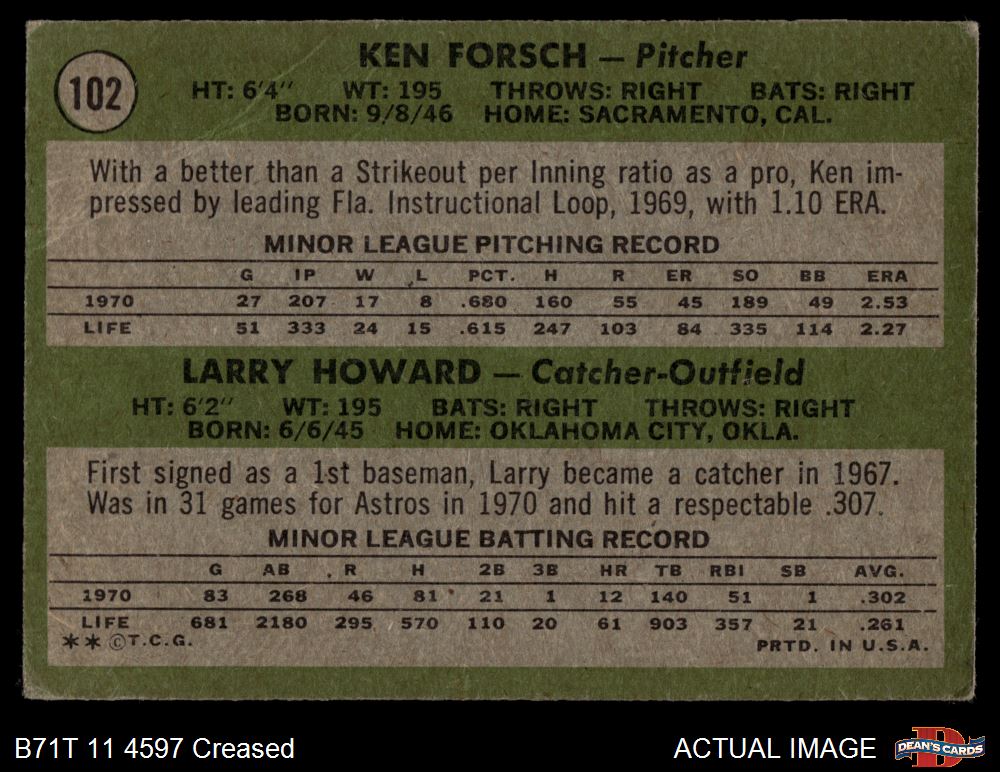 102
KEN FORSCH — Pitcher
HT: 6'4" WT: 195 THROWS: RIGHT BATS: RIGHT
BORN: 9/8/46 HOME: SACRAMENTO, CAL.
With a better than a Strikeout per Inning ratio as a pro, Ken im-
pressed by leading Fla. Instructional Loop, 1969, with 1.10 ERA.
MINOR LEAGUE PITCHING RECORD
G IP W L PCT. H R ER SO BB ERA
1970 27 207 17 8 .680 160 55 45 189 49 2.53
LIFE 51 333 24 15 .615 247 103 84 335 114 2.27
LARRY HOWARD — Catcher-Outfield
HT: 6'2" WT: 195 BATS: RIGHT THROWS: RIGHT
BORN: 6/6/45 HOME: OKLAHOMA CITY, OKLA.
First signed as a 1st baseman, Larry became a catcher in 1967.
Was in 31 games for Astros in 1970 and hit a respectable .307.
MINOR LEAGUE BATTING RECORD
G AB R H 2B 3B HR TB RBI SB AVG.
1970 83 268 46 81 21 1 12 140 51 1 .302
LIFE 681 2180 295 570 110 20 61 903 357 21 .261
** ©T.C.G. PRTD. IN U.S.A.
B71T 11 4597 Creased ACTUAL IMAGE DEAN'S CARDS